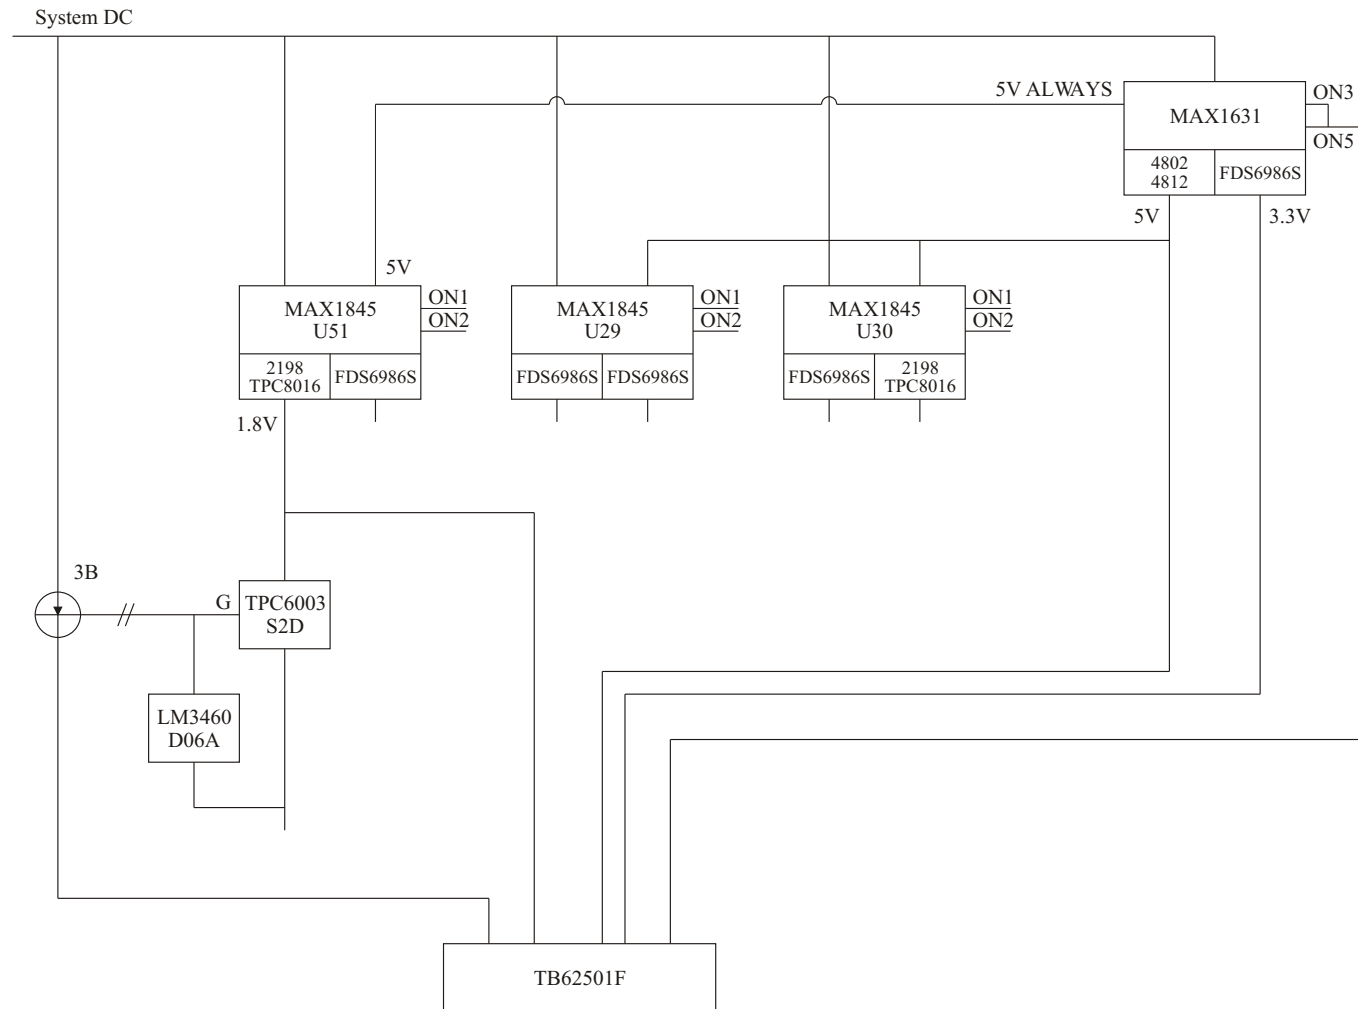 System DC
5V ALWAYS
MAX1631
ON3
ON5
4802
4812
FDS6986S
5V
3.3V
5V
MAX1845
U51
ON1
ON2
2198
TPC8016
FDS6986S
1.8V
MAX1845
U29
ON1
ON2
FDS6986S
FDS6986S
MAX1845
U30
ON1
ON2
FDS6986S
2198
TPC8016
3B
G
TPC6003
S2D
LM3460
D06A
TB62501F